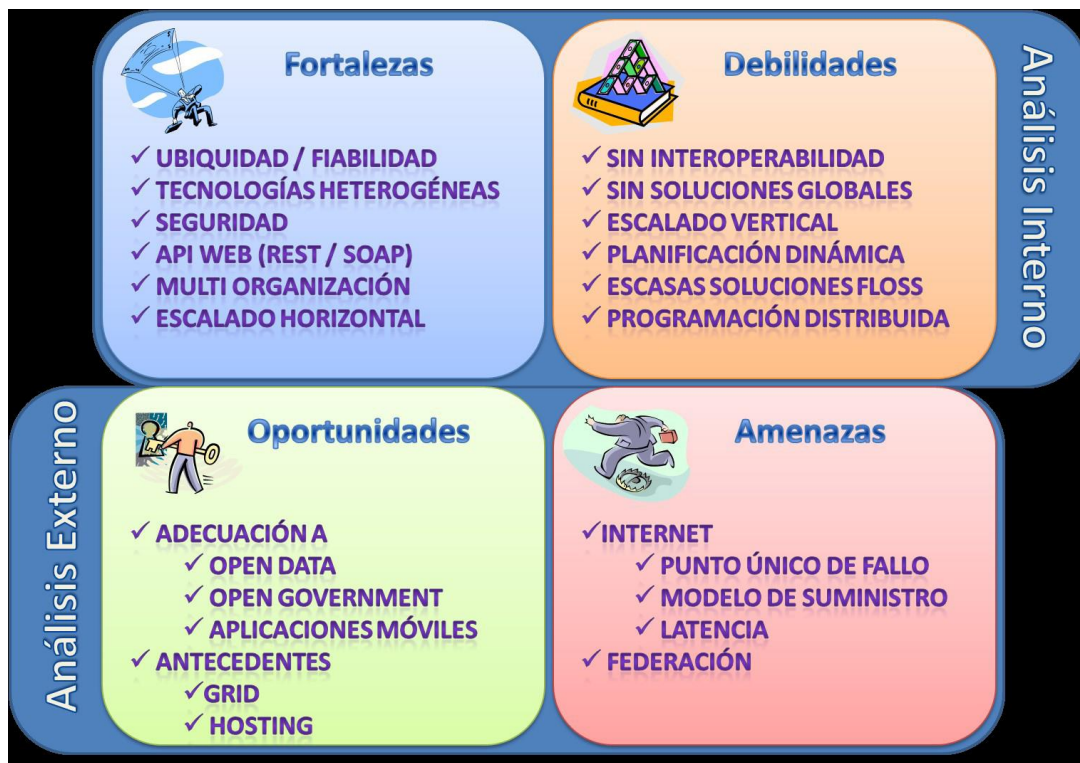 Fortalezas
✓ UBIQUIDAD / FIABILIDAD
✓ TECNOLOGÍAS HETEROGÉNEAS
✓ SEGURIDAD
✓ API WEB (REST / SOAP)
✓ MULTI ORGANIZACIÓN
✓ ESCALADO HORIZONTAL
Debilidades
✓ SIN INTEROPERABILIDAD
✓ SIN SOLUCIONES GLOBALES
✓ ESCALADO VERTICAL
✓ PLANIFICACIÓN DINÁMICA
✓ ESCASAS SOLUCIONES FLOSS
✓ PROGRAMACIÓN DISTRIBUIDA
Análisis Interno
Análisis Externo
Oportunidades
✓ ADECUACIÓN A
✓ OPEN DATA
✓ OPEN GOVERNMENT
✓ APLICACIONES MÓVILES
✓ ANTECEDENTES
✓ GRID
✓ HOSTING
Amenazas
✓ INTERNET
✓ PUNTO ÚNICO DE FALLO
✓ MODELO DE SUMINISTRO
✓ LATENCIA
✓ FEDERACIÓN